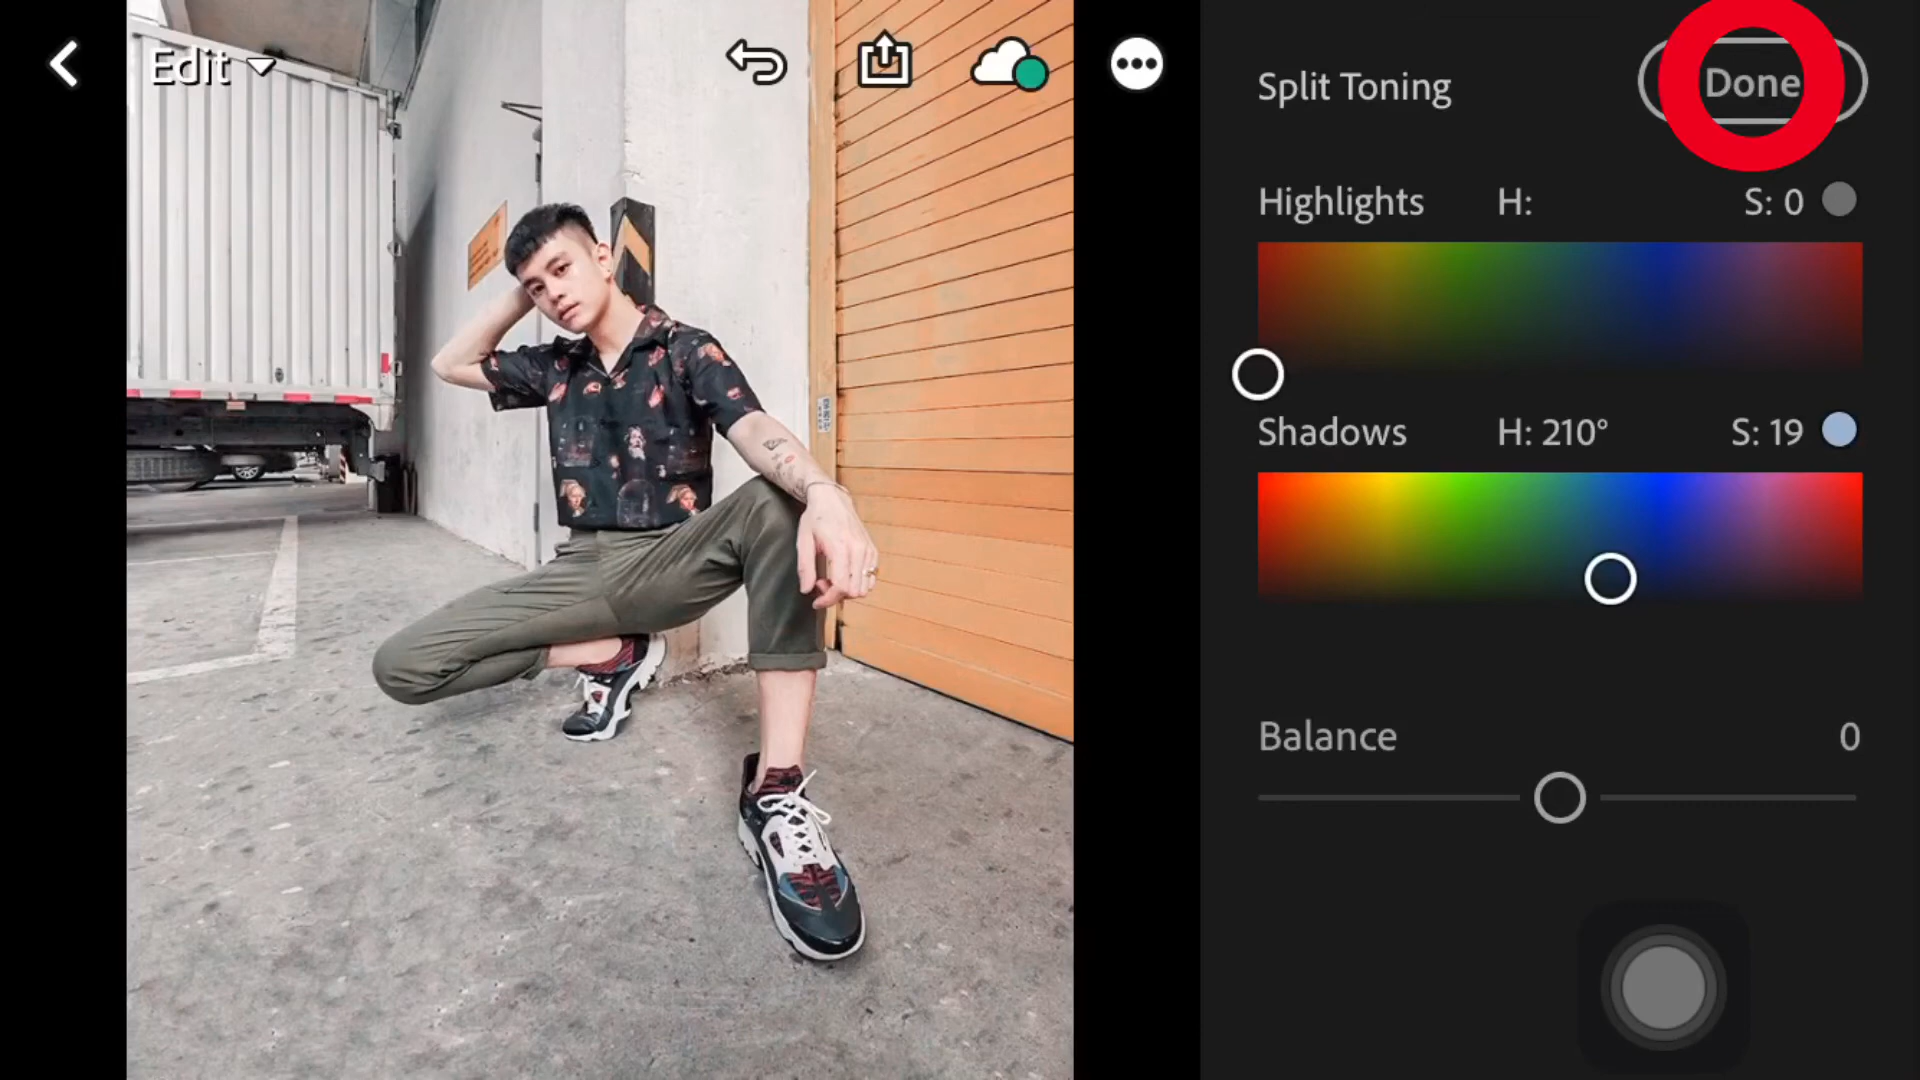 Edit
Split Toning
Done
Highlights H: S: 0
Shadows H: 210° S: 19
Balance 0